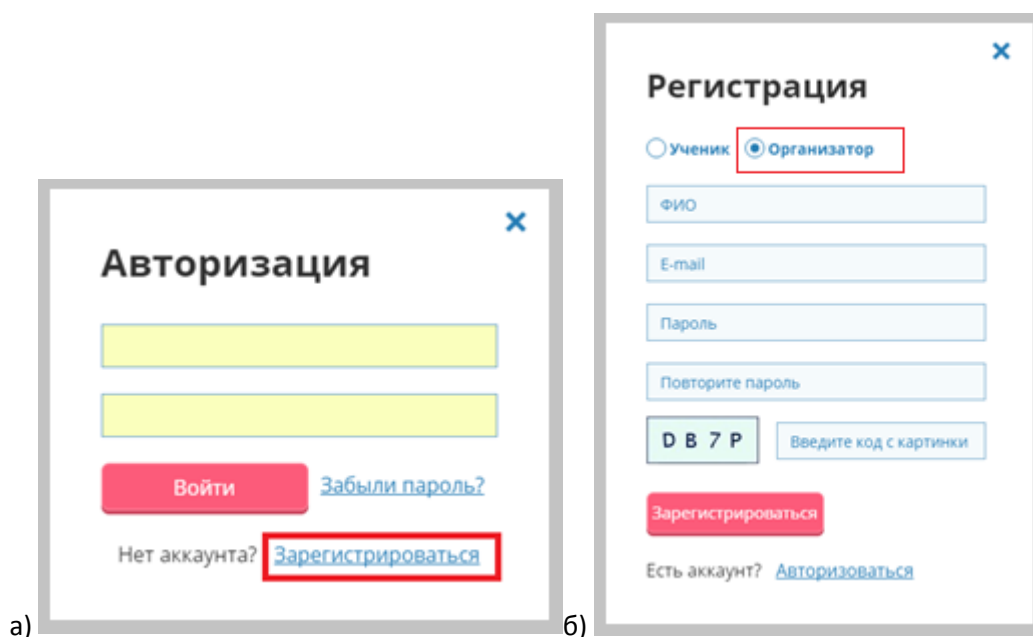 а)
Авторизация
Войти Забыли пароль?
Нет аккаунта? Зарегистрироваться
б)
Регистрация
Ученик Организатор
ФИО
E-mail
Пароль
Повторите пароль
D B 7 P Введите код с картинки
Зарегистрироваться
Есть аккаунт? Авторизоваться